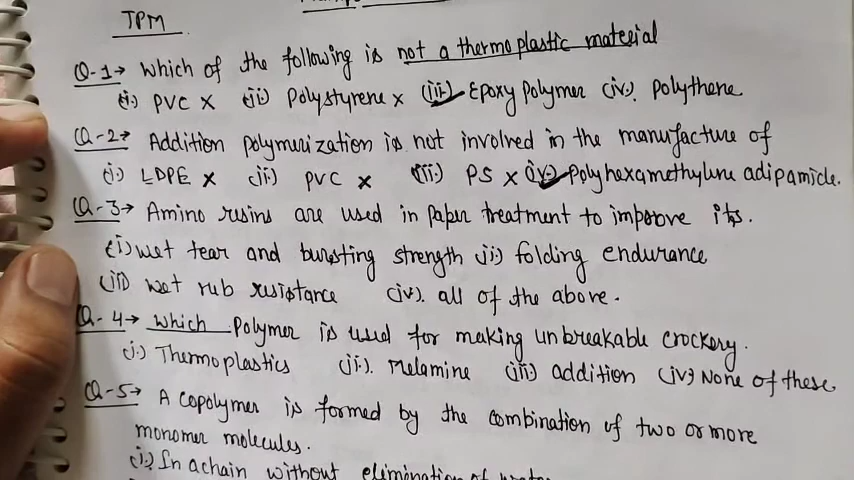 TPM
Q-1→ Which of the following is not a thermoplastic material
(i.) PVC × (ii) Polystyrene × (iii) Epoxy Polymer (iv). Polythene
Q-2→ Addition polymerization is not involved in the manufacture of
(i.) LDPE × (ii) PVC × (iii) PS × (iv) Polyhexamethylene adipamide.
Q-3→ Amino resins are used in paper treatment to improve its.
(i) wet tear and bursting strength (ii) folding endurance
(iii) wet rub resistance (iv). all of the above.
Q-4→ which Polymer is used for making unbreakable crockery.
(i.) Thermoplastics (ii). Melamine (iii) addition (iv) None of these
Q-5→ A copolymer is formed by the combination of two or more
monomer molecules.
(i.) In a chain without elimination of water